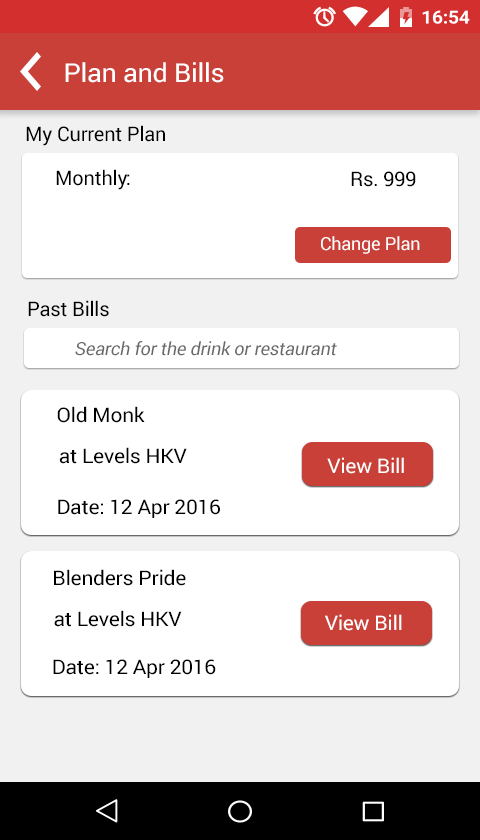 16:54
Plan and Bills
My Current Plan
Monthly: Rs. 999
Change Plan
Past Bills
Search for the drink or restaurant
Old Monk
at Levels HKV
View Bill
Date: 12 Apr 2016
Blenders Pride
at Levels HKV
View Bill
Date: 12 Apr 2016